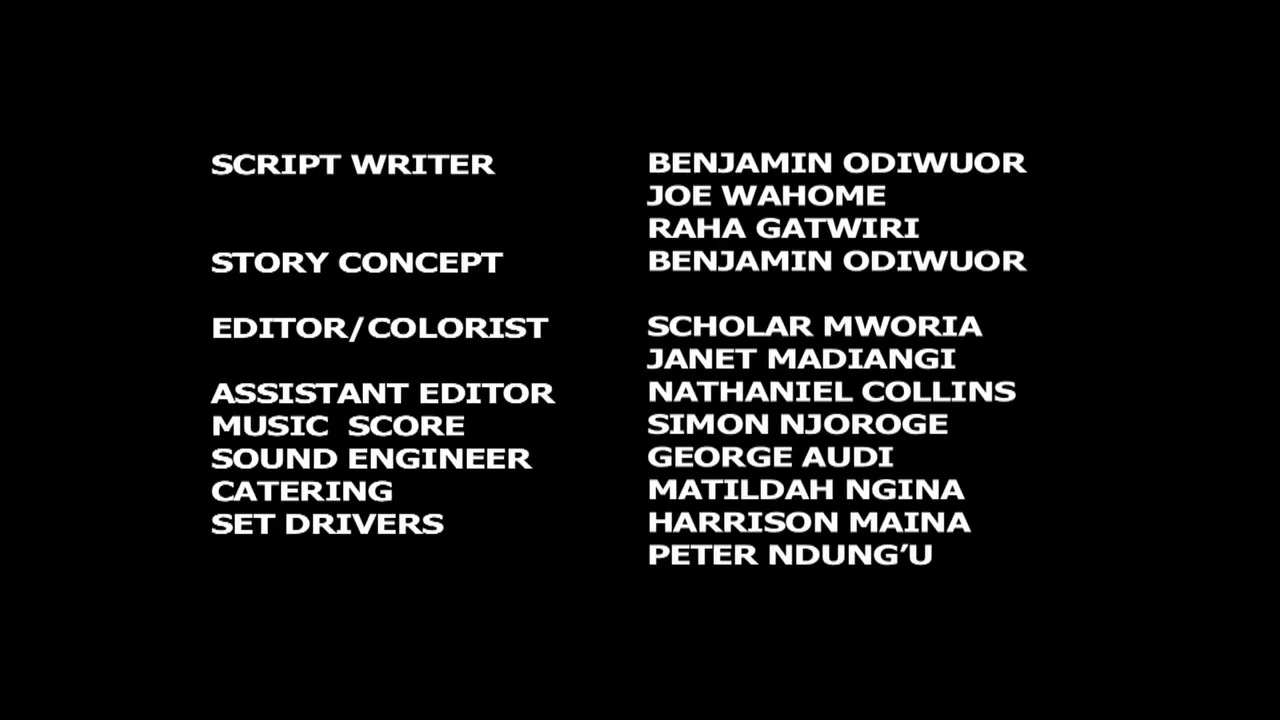 SCRIPT WRITER BENJAMIN ODIWUOR
JOE WAHOME
RAHA GATWIRI
STORY CONCEPT BENJAMIN ODIWUOR
EDITOR/COLORIST SCHOLAR MWORIA
JANET MADIANGI
ASSISTANT EDITOR NATHANIEL COLLINS
MUSIC SCORE SIMON NJOROGE
SOUND ENGINEER GEORGE AUDI
CATERING MATILDAH NGINA
SET DRIVERS HARRISON MAINA
PETER NDUNG’U